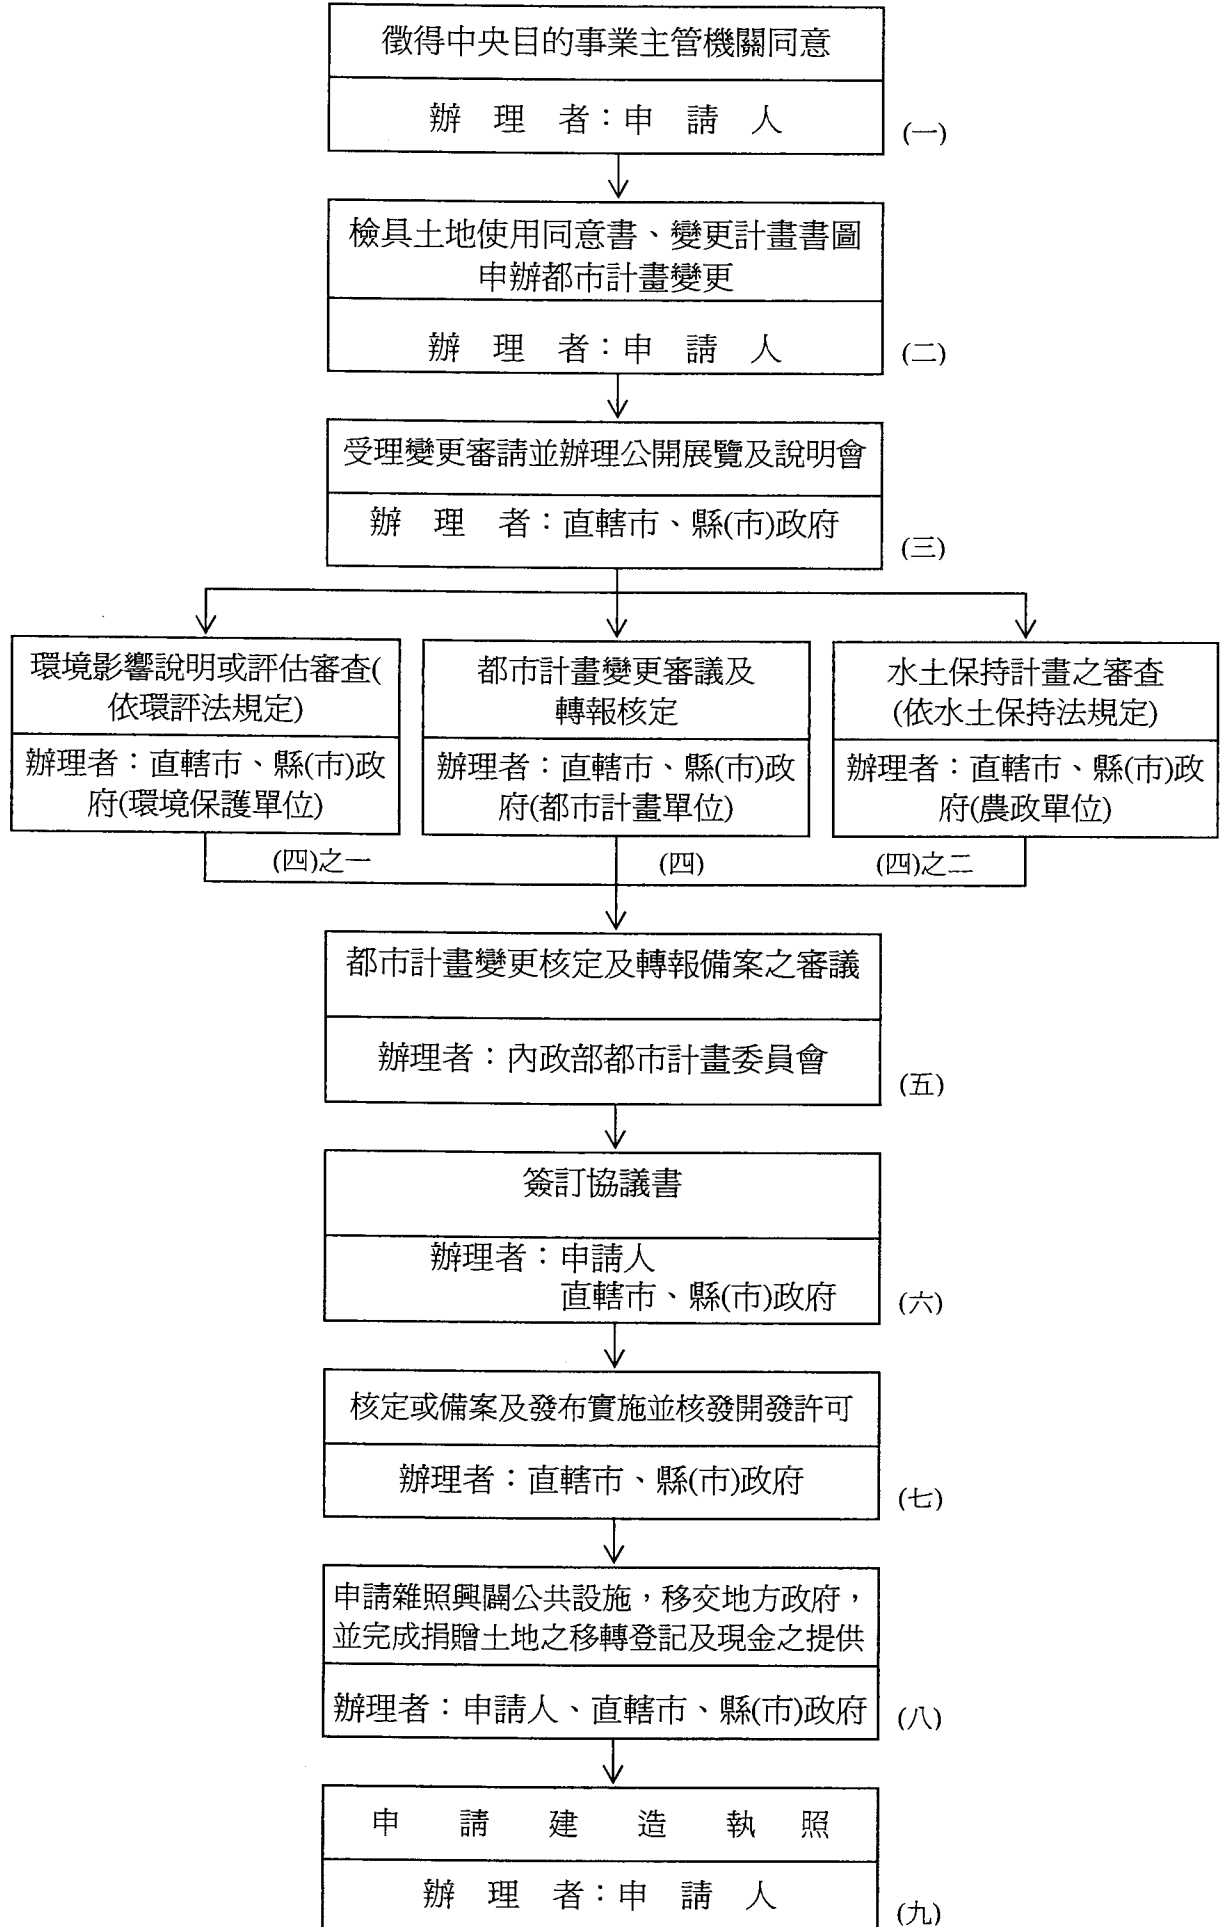 徵得中央目的事業主管機關同意
辦理者：申請人
(一)
檢具土地使用同意書、變更計畫書圖
申辦都市計畫變更
辦理者：申請人
(二)
受理變更審請並辦理公開展覽及說明會
辦理者：直轄市、縣(市)政府
(三)
環境影響說明或評估審查(
依環評法規定)
辦理者：直轄市、縣(市)政
府(環境保護單位)
(四)之一
都市計畫變更審議及
轉報核定
辦理者：直轄市、縣(市)政
府(都市計畫單位)
(四)
水土保持計畫之審查
(依水土保持法規定)
辦理者：直轄市、縣(市)政
府(農政單位)
(四)之二
都市計畫變更核定及轉報備案之審議
辦理者：內政部都市計畫委員會
(五)
簽訂協議書
辦理者：申請人
直轄市、縣(市)政府
(六)
核定或備案及發布實施並核發開發許可
辦理者：直轄市、縣(市)政府
(七)
申請雜照興闢公共設施，移交地方政府，
並完成捐贈土地之移轉登記及現金之提供
辦理者：申請人、直轄市、縣(市)政府
(八)
申請建造執照
辦理者：申請人
(九)